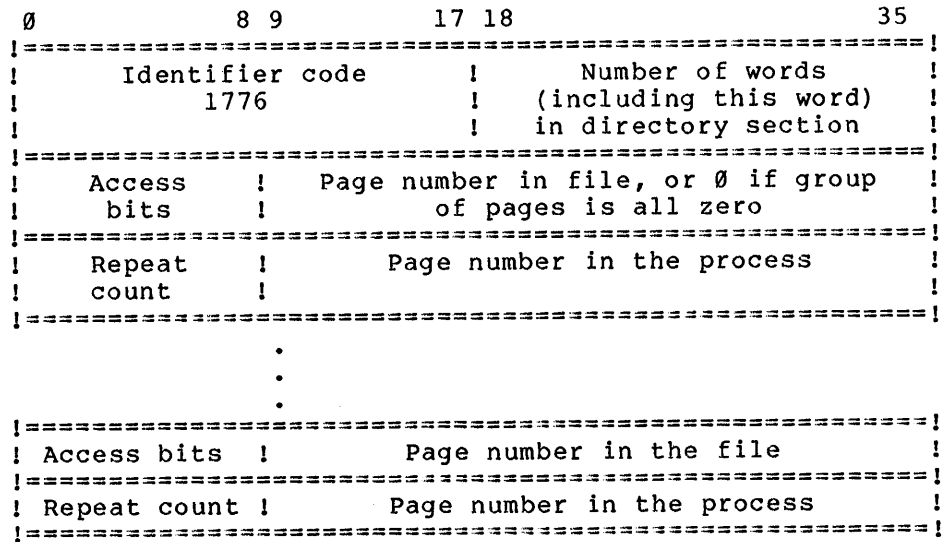 Ø 8 9 17 18 35
!=======================================================!
! Identifier code ! Number of words !
! 1776 ! (including this word) !
! ! in directory section !
!=======================================================!
! Access ! Page number in file, or Ø if group !
! bits ! of pages is all zero !
!=======================================================!
! Repeat ! Page number in the process !
! count ! !
!=======================================================!
.
.
.
!=======================================================!
! Access bits ! Page number in the file !
!=======================================================!
! Repeat count ! Page number in the process !
!=======================================================!